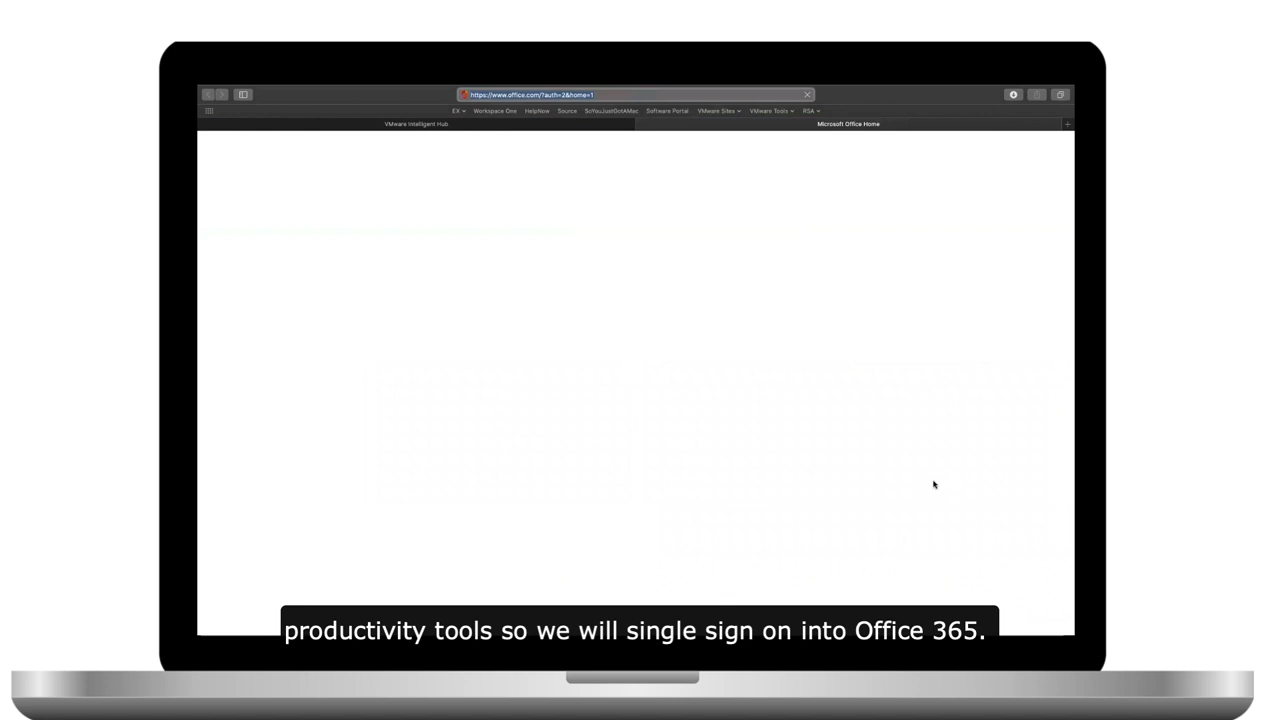 https://www.office.com/?auth=2&home=1
EX Workspace One HelpNow Source SoYouJustGotAMac Software Portal VMware Sites VMware Tools RSA
VMware Intelligent Hub Microsoft Office Home
productivity tools so we will single sign on into Office 365.